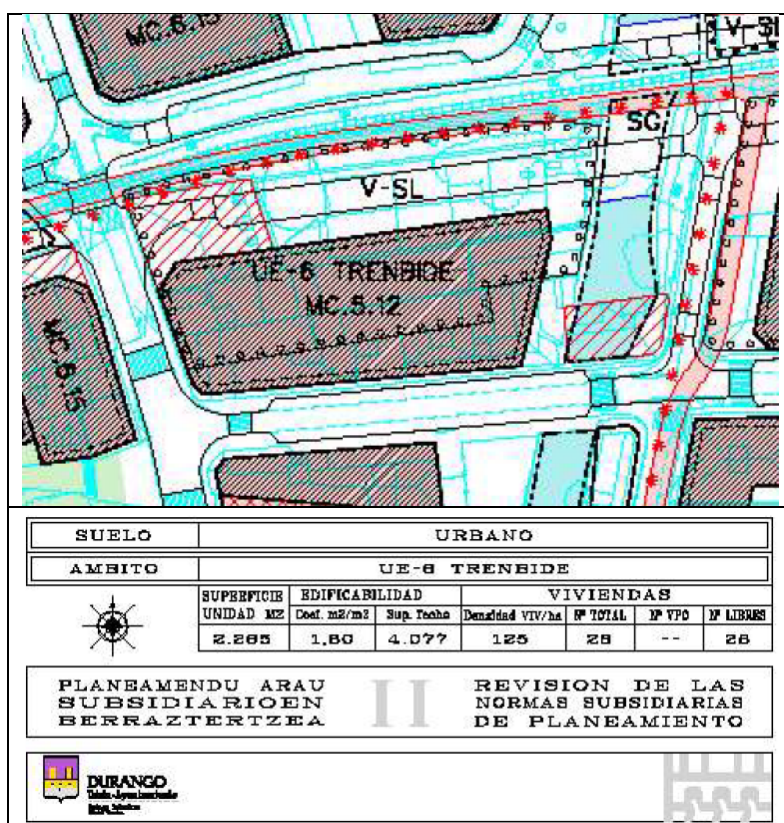 V-SL
SG
V-SL
UE-6 TRENBIDE
MC.5.12
MC.6.15
SUELO URBANO
AMBITO UE-6 TRENBIDE
SUPERFICIE EDIFICABILIDAD VIVIENDAS
UNIDAD M2 Coef. m2/m2 Sup. Techo Densidad VIV/ha Nº TOTAL Nº VPO Nº LIBRES
2.265 1,80 4.077 125 28 -- 28
PLANEAMENDU ARAU
SUBSIDIARIOEN
BERRAZTERTZEA
II
REVISION DE LAS
NORMAS SUBSIDIARIAS
DE PLANEAMIENTO
DURANGO
Udala - Ayuntamiento